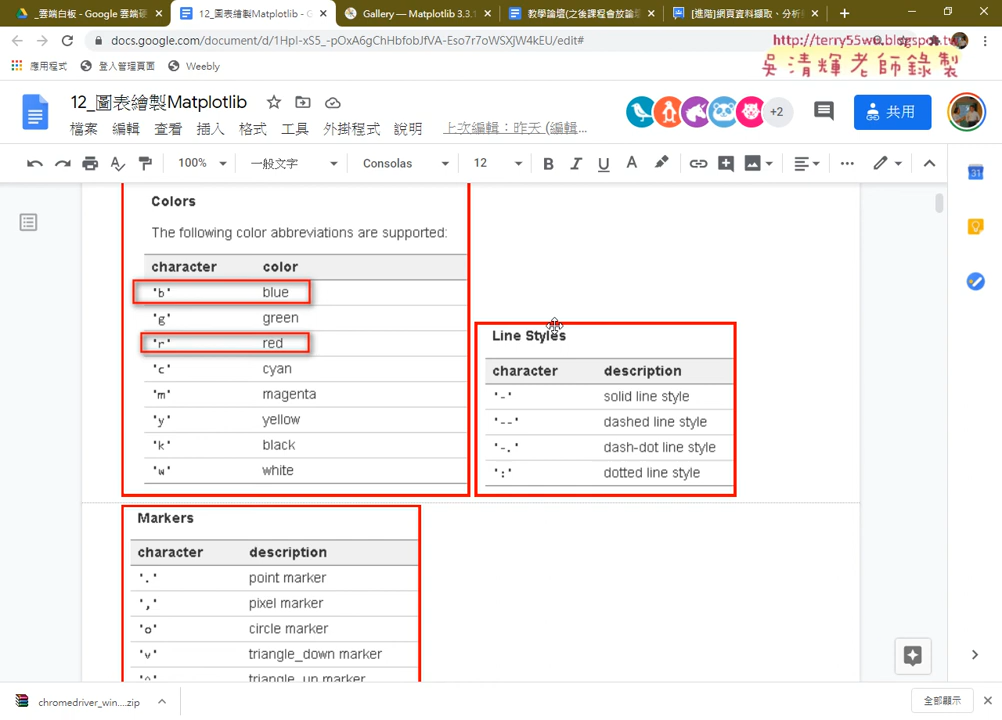 _雲端白板 - Google 雲端硬
12_圖表繪製Matplotlib - G
Gallery — Matplotlib 3.3.
教學論壇(之後課程會放論壇
[進階]網頁資料擷取、分析
docs.google.com/document/d/1HpI-xS5_-pOxA6gChHbfobJfVA-Eso7r7oWSXJW4kEU/edit#
http://terry55wu.blogspot.tw
應用程式
登入管理頁面
Weebly
吳清輝老師錄製
12_圖表繪製Matplotlib
檔案 編輯 查看 插入 格式 工具 外掛程式 說明 上次編輯：昨天 (編輯...
+2
共用
100% 一般文字 Consolas 12 B I U A
31
Colors
The following color abbreviations are supported:
character color
'b' blue
'g' green
'r' red
'c' cyan
'm' magenta
'y' yellow
'k' black
'w' white
Line Styles
character description
'-' solid line style
'--' dashed line style
'-.' dash-dot line style
':' dotted line style
Markers
character description
'.' point marker
',' pixel marker
'o' circle marker
'v' triangle_down marker
'^' triangle_up marker
chromedriver_win....zip
全部顯示